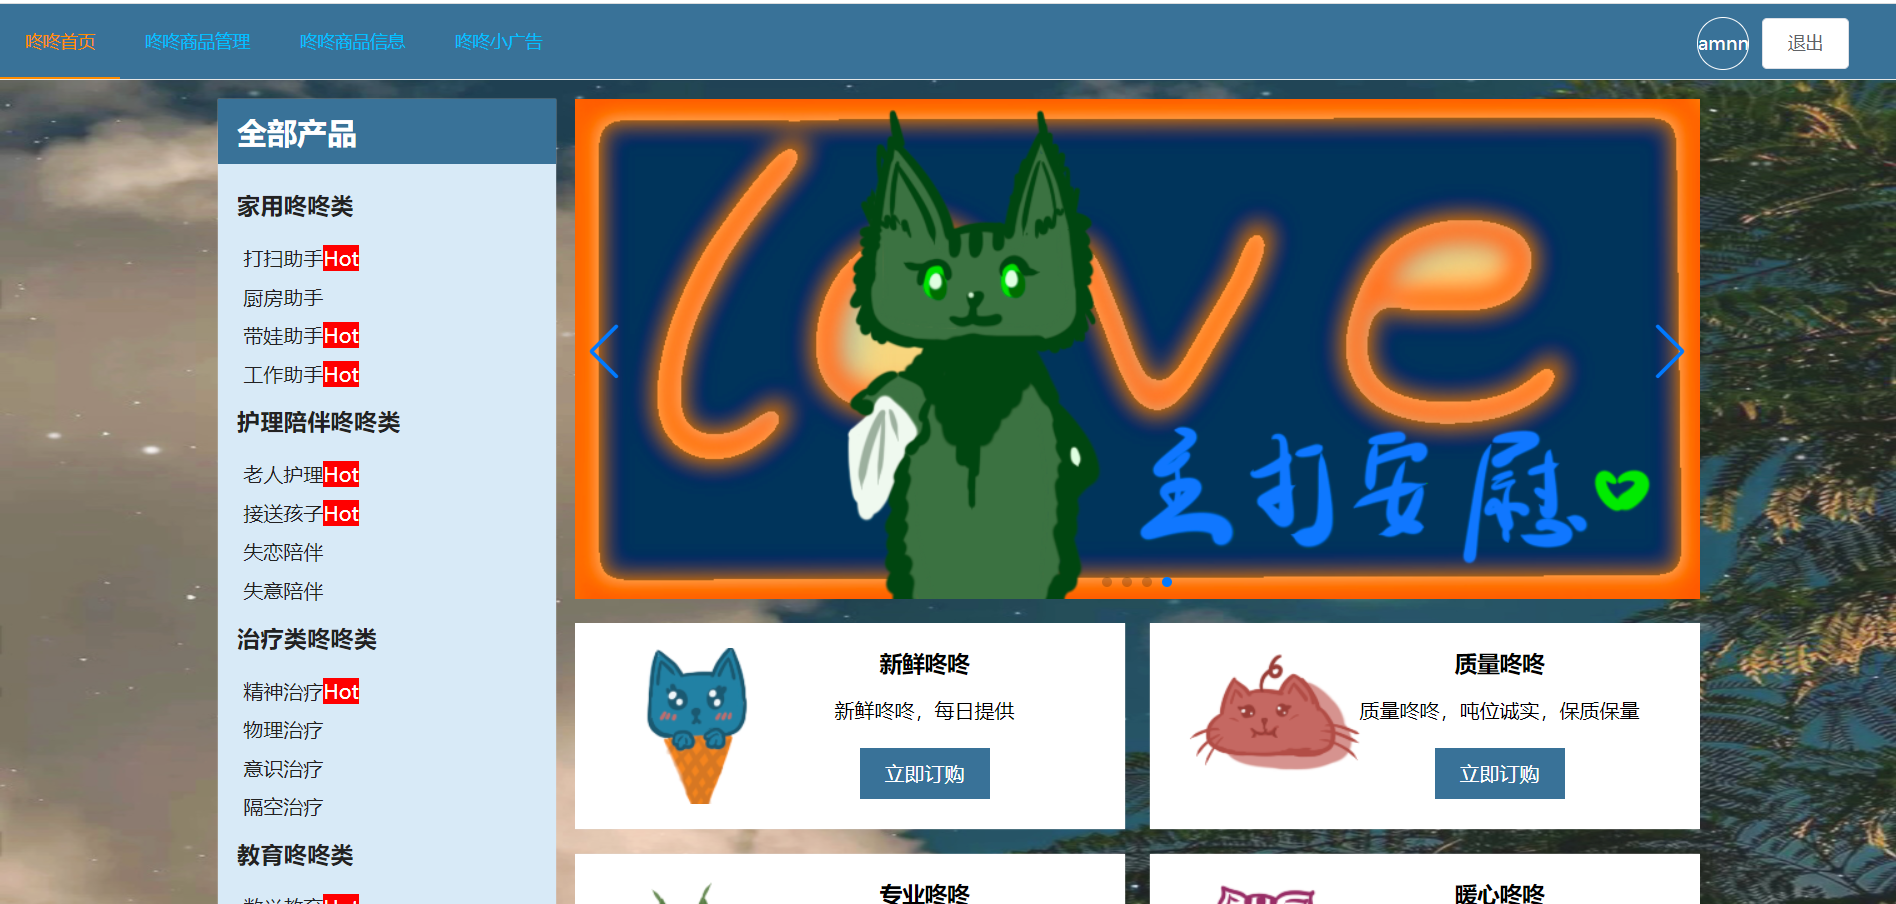 咚咚首页 咚咚商品管理 咚咚商品信息 咚咚小广告 amnn 退出
全部产品
家用咚咚类
打扫助手Hot
厨房助手
带娃助手Hot
工作助手Hot
护理陪伴咚咚类
老人护理Hot
接送孩子Hot
失恋陪伴
失意陪伴
治疗类咚咚类
精神治疗Hot
物理治疗
意识治疗
隔空治疗
教育咚咚类
数学教育Hot
Love
主打安慰
新鲜咚咚
新鲜咚咚，每日提供
立即订购
质量咚咚
质量咚咚，吨位诚实，保质保量
立即订购
专业咚咚
暖心咚咚